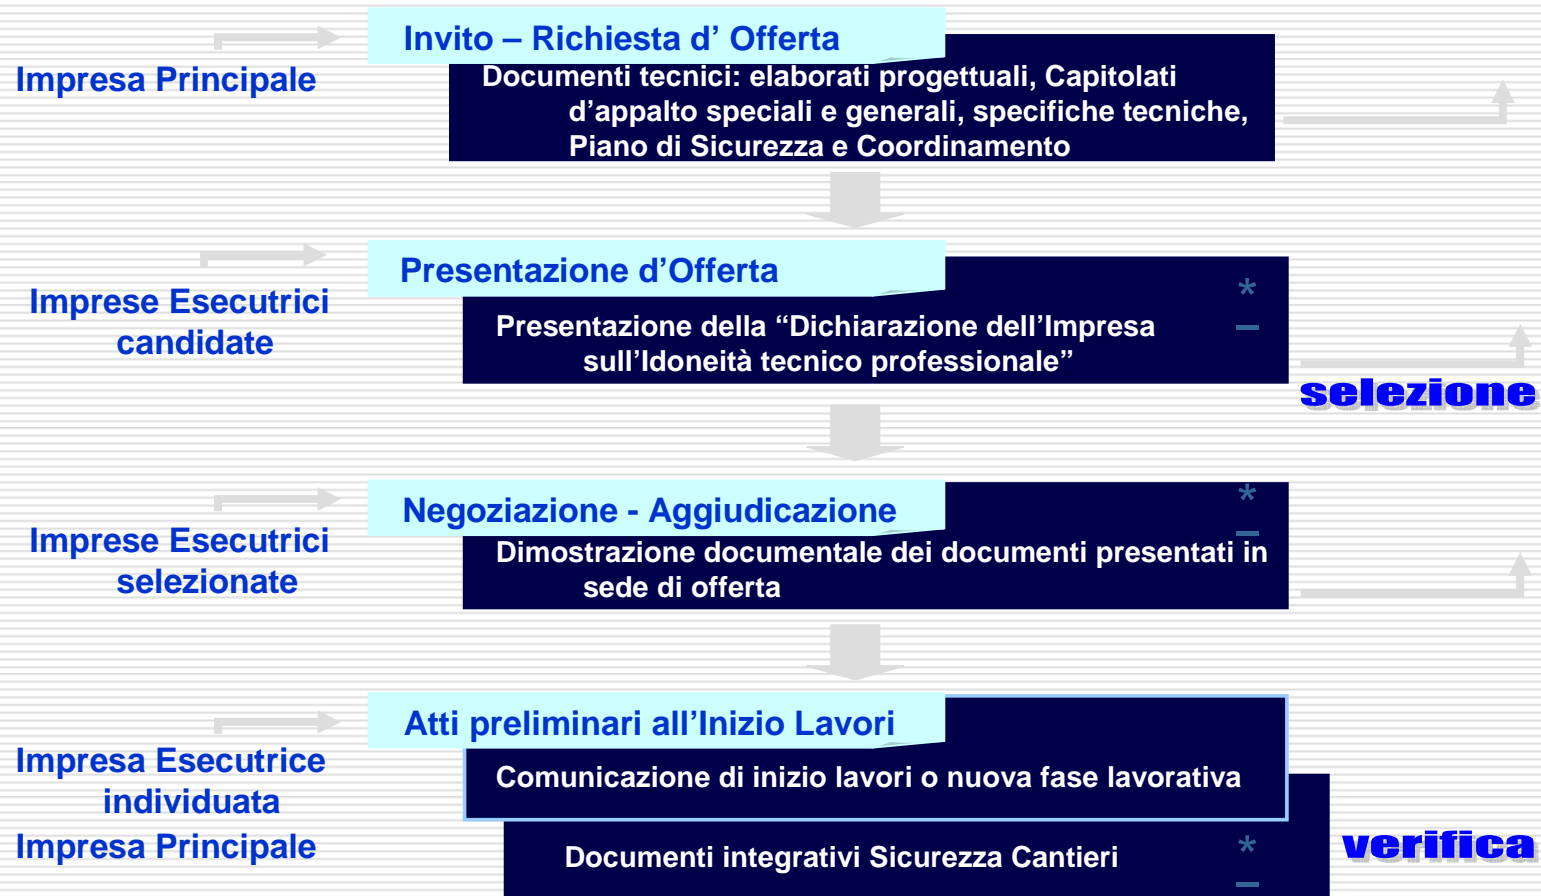 Invito – Richiesta d’ Offerta
Impresa Principale
Documenti tecnici: elaborati progettuali, Capitolati
d’appalto speciali e generali, specifiche tecniche,
Piano di Sicurezza e Coordinamento
Presentazione d’Offerta
*
Imprese Esecutrici
candidate
Presentazione della “Dichiarazione dell’Impresa
sull’Idoneità tecnico professionale”
selezione
Negoziazione - Aggiudicazione
*
Imprese Esecutrici
selezionate
Dimostrazione documentale dei documenti presentati in
sede di offerta
Atti preliminari all’Inizio Lavori
Impresa Esecutrice
individuata
Comunicazione di inizio lavori o nuova fase lavorativa
Impresa Principale
Documenti integrativi Sicurezza Cantieri
*
verifica